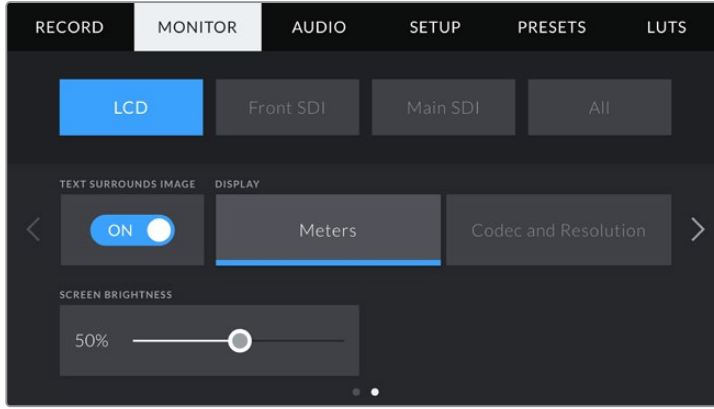 RECORD MONITOR AUDIO SETUP PRESETS LUTS
LCD Front SDI Main SDI All
TEXT SURROUNDS IMAGE DISPLAY
ON Meters Codec and Resolution
SCREEN BRIGHTNESS
50%